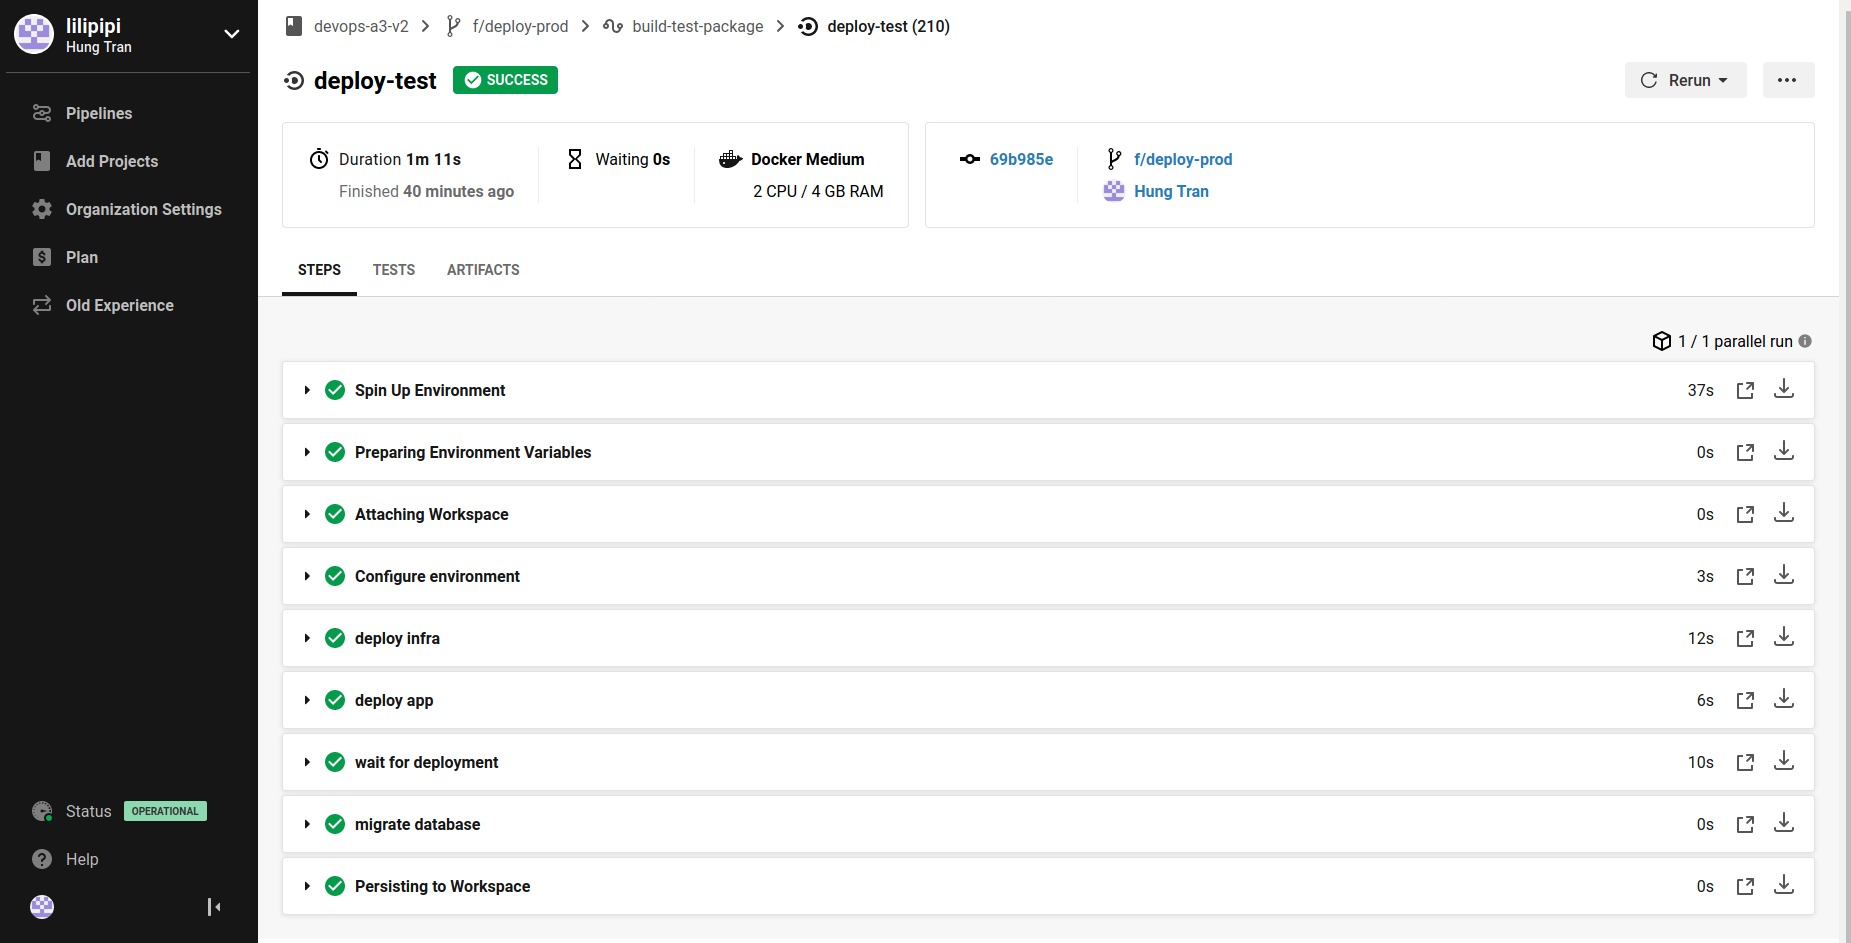 lilipipi
Hung Tran
Pipelines
Add Projects
Organization Settings
Plan
Old Experience
Status OPERATIONAL
Help
devops-a3-v2 f/deploy-prod build-test-package deploy-test (210)
deploy-test SUCCESS
Rerun
Duration 1m 11s
Finished 40 minutes ago
Waiting 0s
Docker Medium
2 CPU / 4 GB RAM
69b985e
f/deploy-prod
Hung Tran
STEPS TESTS ARTIFACTS
1 / 1 parallel run
Spin Up Environment 37s
Preparing Environment Variables 0s
Attaching Workspace 0s
Configure environment 3s
deploy infra 12s
deploy app 6s
wait for deployment 10s
migrate database 0s
Persisting to Workspace 0s